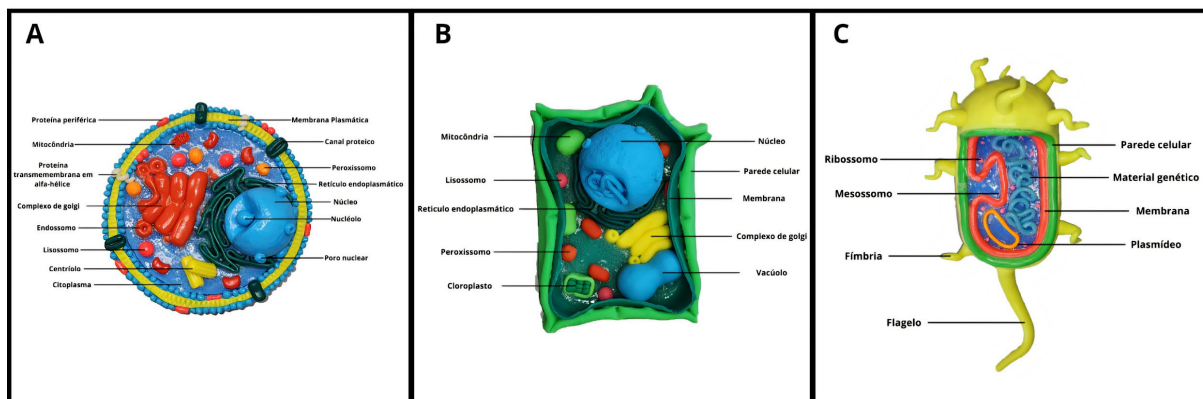 A
Proteína periférica
Membrana Plasmática
Canal proteico
Mitocôndria
Peroxissomo
Proteína
transmemembrana em
alfa-hélice
Retículo endoplasmático
Núcleo
Complexo de golgi
Nucléolo
Endossomo
Lisossomo
Poro nuclear
Centríolo
Citoplasma
B
Mitocôndria
Núcleo
Lisossomo
Parede celular
Membrana
Retículo endoplasmático
Complexo de golgi
Peroxissomo
Vacúolo
Cloroplasto
C
Parede celular
Ribossomo
Material genético
Mesossomo
Membrana
Plasmídeo
Fímbria
Flagelo